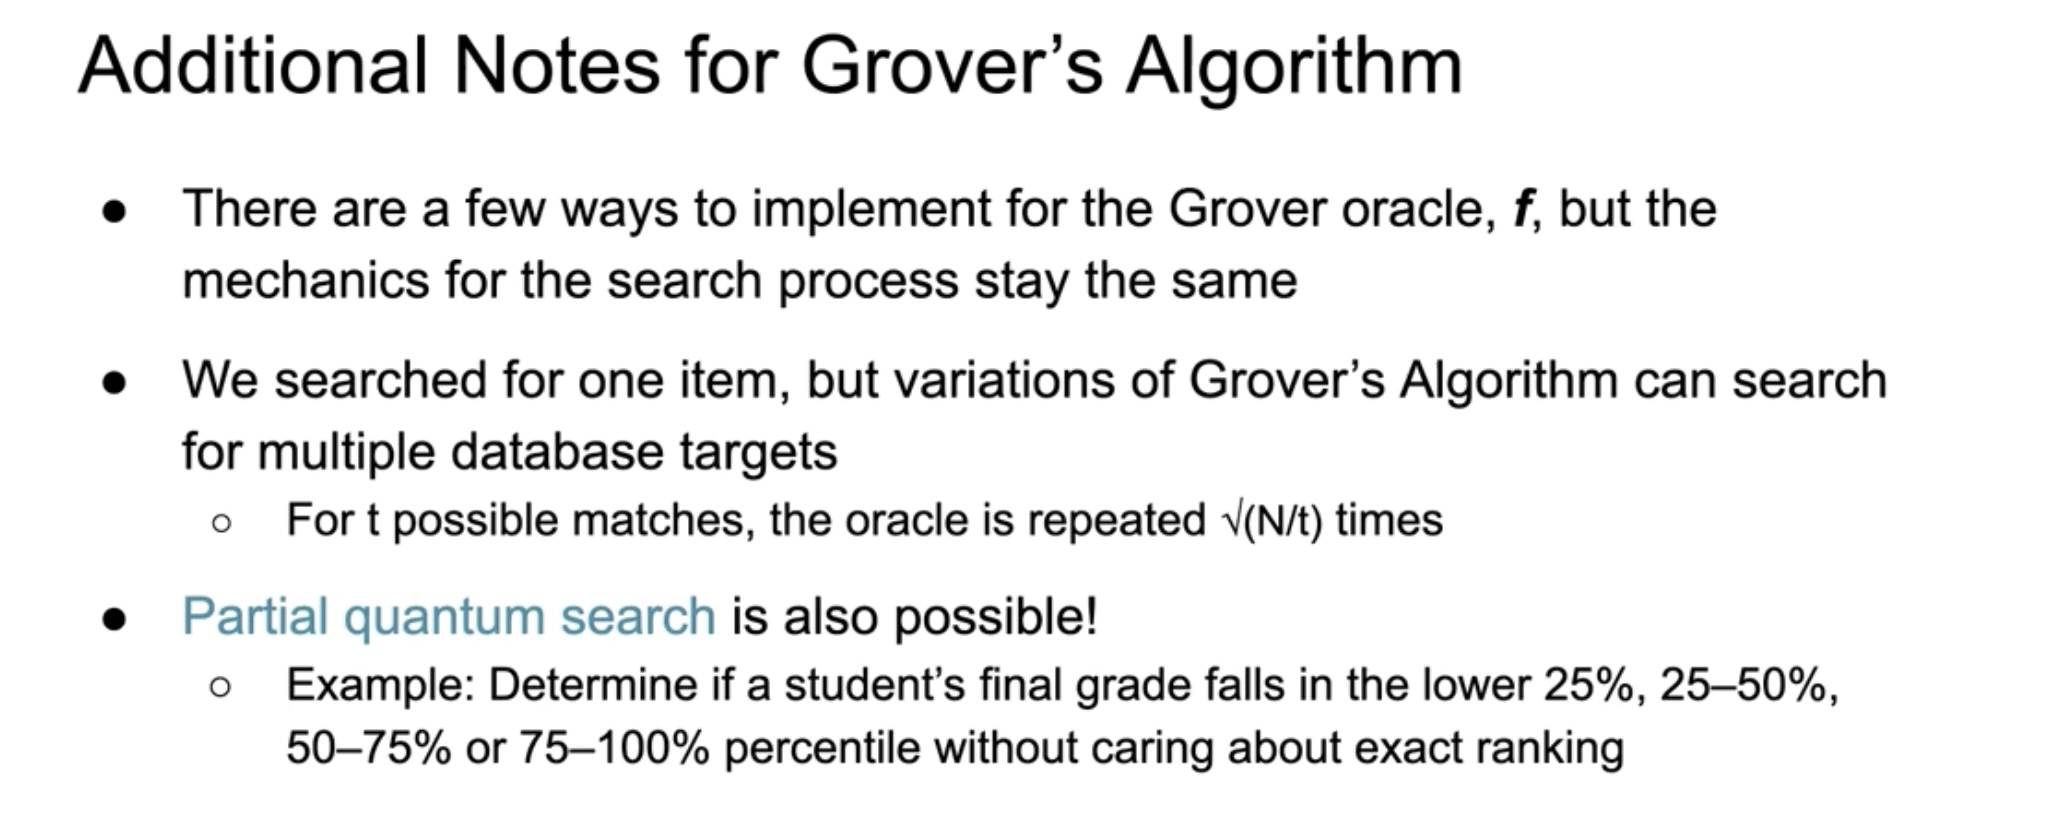 Additional Notes for Grover’s Algorithm
● There are a few ways to implement for the Grover oracle, f, but the
mechanics for the search process stay the same
● We searched for one item, but variations of Grover’s Algorithm can search
for multiple database targets
○ For t possible matches, the oracle is repeated √(N/t) times
● Partial quantum search is also possible!
○ Example: Determine if a student’s final grade falls in the lower 25%, 25–50%,
50–75% or 75–100% percentile without caring about exact ranking